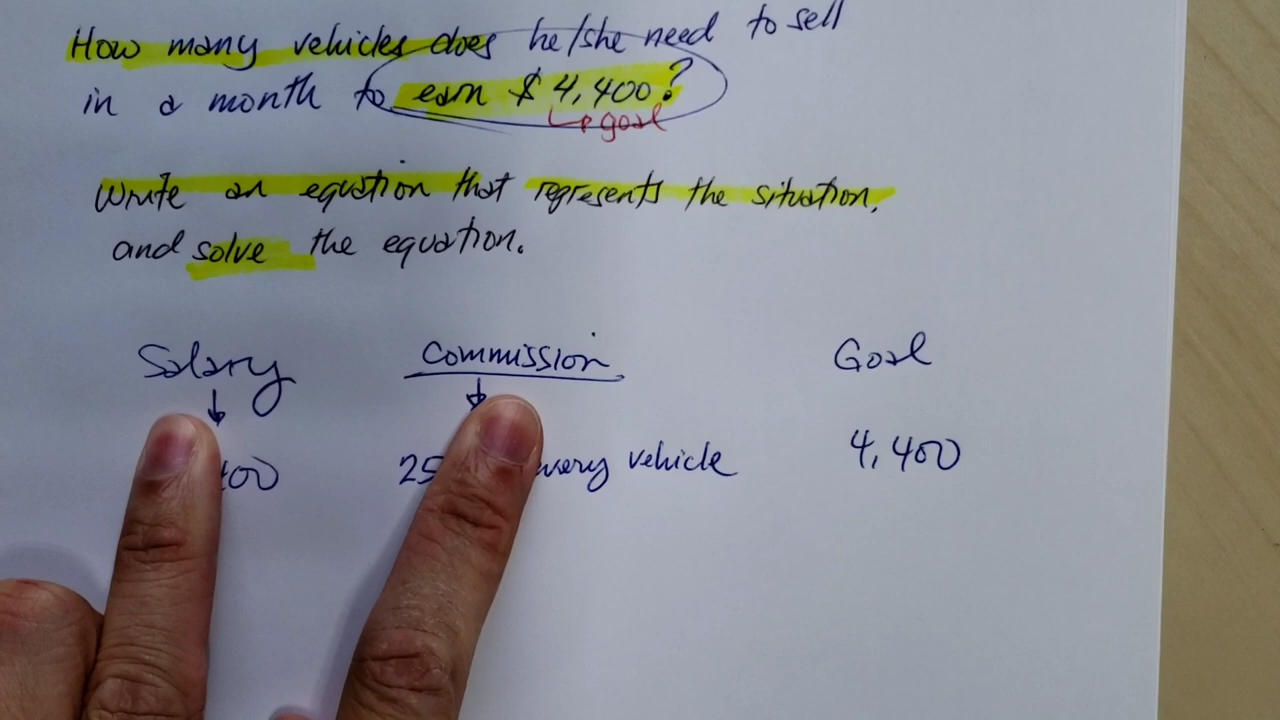 How many vehicles does he/she need to sell
in a month to earn $4,400?
goal
Write an equation that represents the situation,
and solve the equation.
Salary Commission Goal
vehicle 4,400